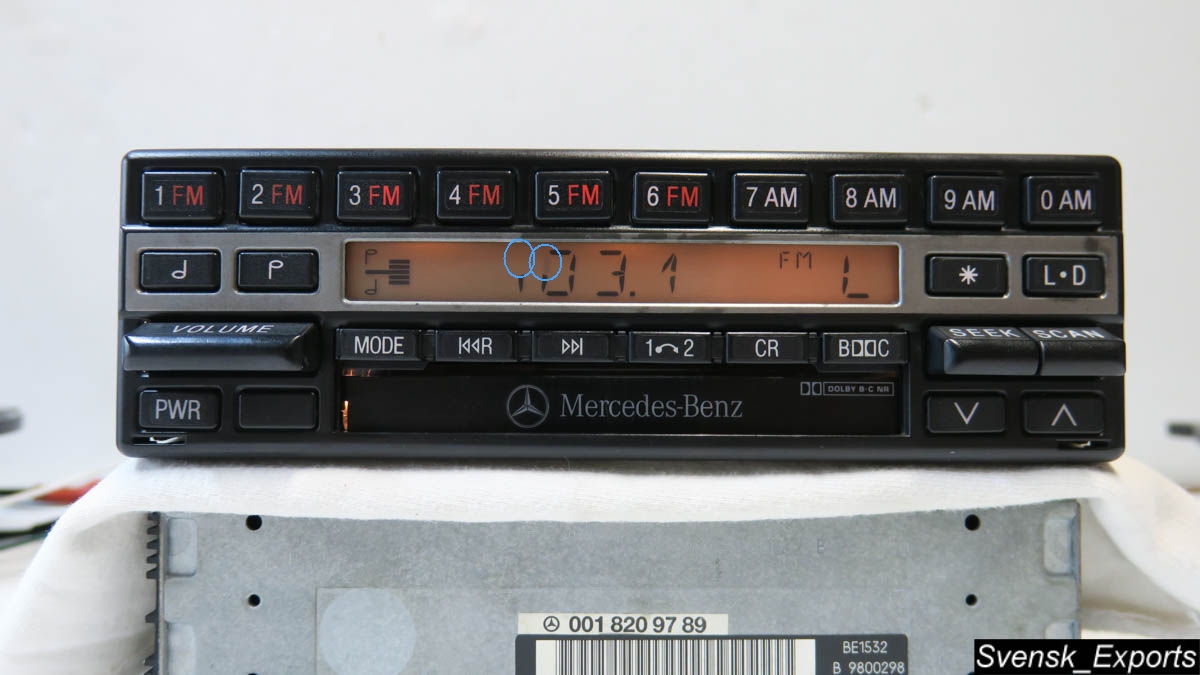 1 FM 2 FM 3 FM 4 FM 5 FM 6 FM 7 AM 8 AM 9 AM 0 AM
P 103.1 FM L
P * L•D
VOLUME MODE R 1 2 CR B C SEEK SCAN
PWR Mercedes-Benz DOLBY B-C NR
001 820 97 89
BE1532
B 9800298
Svensk_Exports